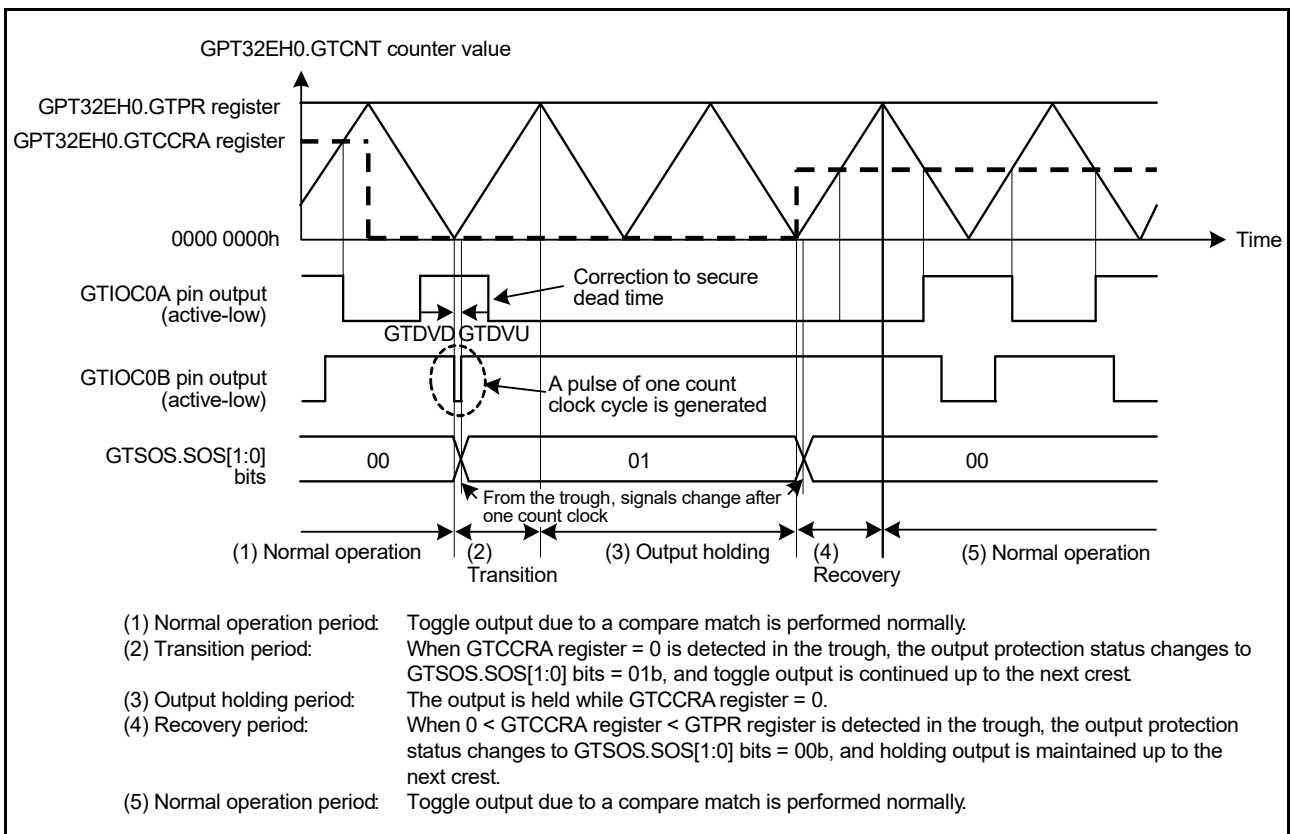 GPT32EH0.GTCNT counter value
GPT32EH0.GTPR register
GPT32EH0.GTCCRA register
0000 0000h
Time
GTIOC0A pin output
(active-low)
Correction to secure
dead time
GTDVD GTDVU
GTIOC0B pin output
(active-low)
A pulse of one count
clock cycle is generated
GTSOS.SOS[1:0]
bits
00
01
00
From the trough, signals change after
one count clock
(1) Normal operation
(2)
Transition
(3) Output holding
(4)
Recovery
(5) Normal operation
(1) Normal operation period: Toggle output due to a compare match is performed normally.
(2) Transition period: When GTCCRA register = 0 is detected in the trough, the output protection status changes to
GTSOS.SOS[1:0] bits = 01b, and toggle output is continued up to the next crest.
(3) Output holding period: The output is held while GTCCRA register = 0.
(4) Recovery period: When 0 < GTCCRA register < GTPR register is detected in the trough, the output protection
status changes to GTSOS.SOS[1:0] bits = 00b, and holding output is maintained up to the
next crest.
(5) Normal operation period: Toggle output due to a compare match is performed normally.